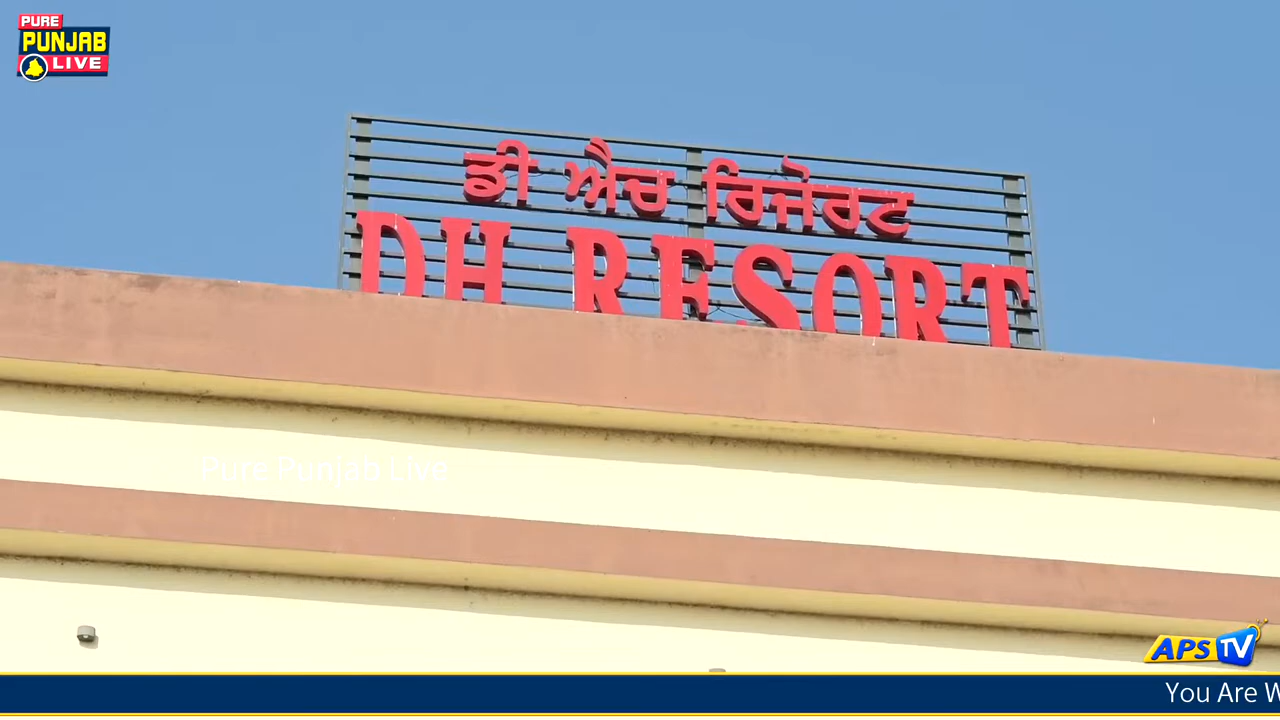 PURE
PUNJAB
LIVE
ਡੀ ਐਚ ਰਿਜੋਰਟ
DH RESORT
Pure Punjab Live
APS TV
You Are